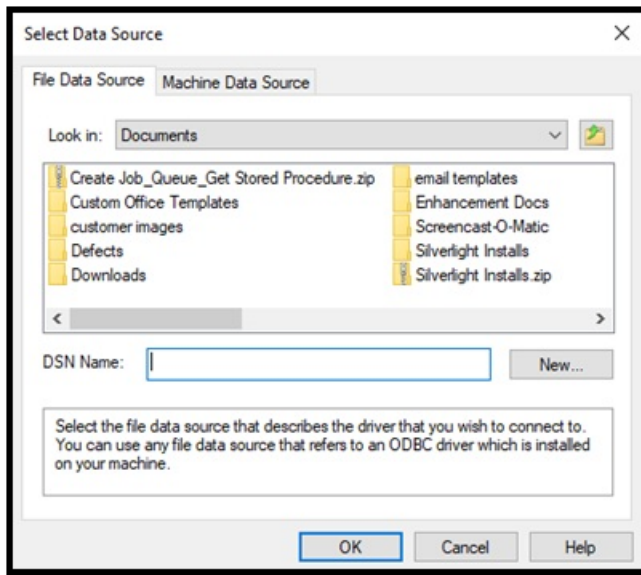 Select Data Source
File Data Source
Machine Data Source
Look in: Documents
Create Job_Queue_Get Stored Procedure.zip
Custom Office Templates
customer images
Defects
Downloads
email templates
Enhancement Docs
Screencast-O-Matic
Silverlight Installs
Silverlight Installs.zip
DSN Name:
New...
Select the file data source that describes the driver that you wish to connect to.
You can use any file data source that refers to an ODBC driver which is installed
on your machine.
OK
Cancel
Help